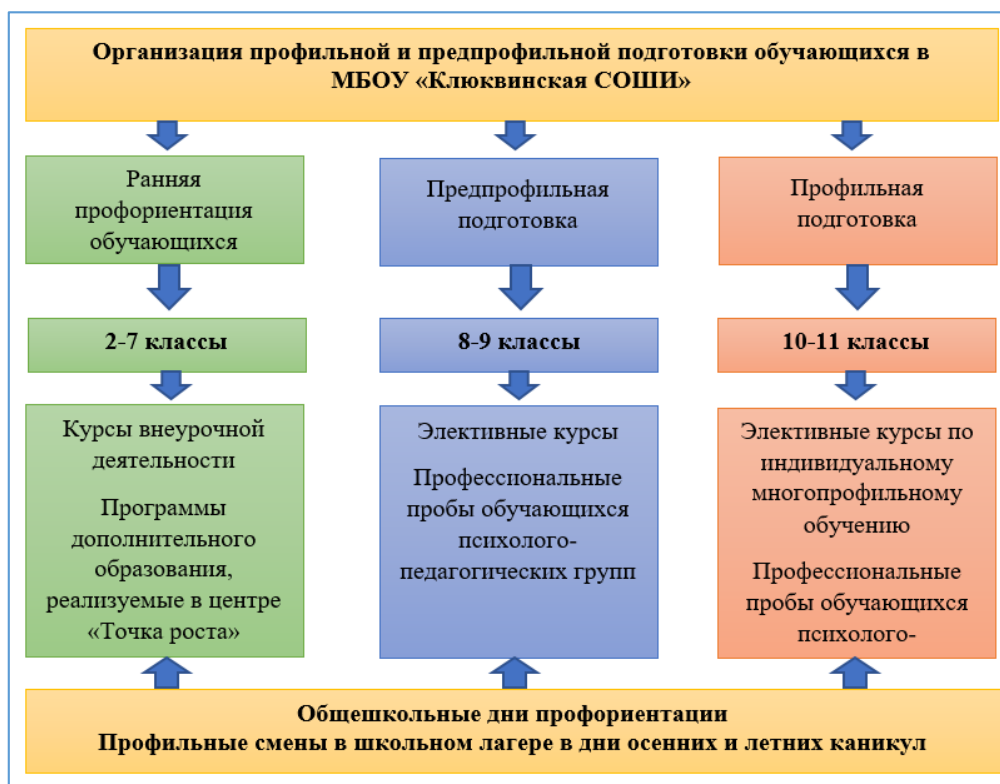 Организация профильной и предпрофильной подготовки обучающихся в
МБОУ «Клюквинская СОШИ»
Ранняя
профориентация
обучающихся
Предпрофильная
подготовка
Профильная
подготовка
2-7 классы
8-9 классы
10-11 классы
Курсы внеурочной
деятельности
Программы
дополнительного
образования,
реализуемые в центре
«Точка роста»
Элективные курсы
Профессиональные
пробы обучающихся
психолого-
педагогических групп
Элективные курсы по
индивидуальному
многопрофильному
обучению
Профессиональные
пробы обучающихся
психолого-
Общешкольные дни профориентации
Профильные смены в школьном лагере в дни осенних и летних каникул